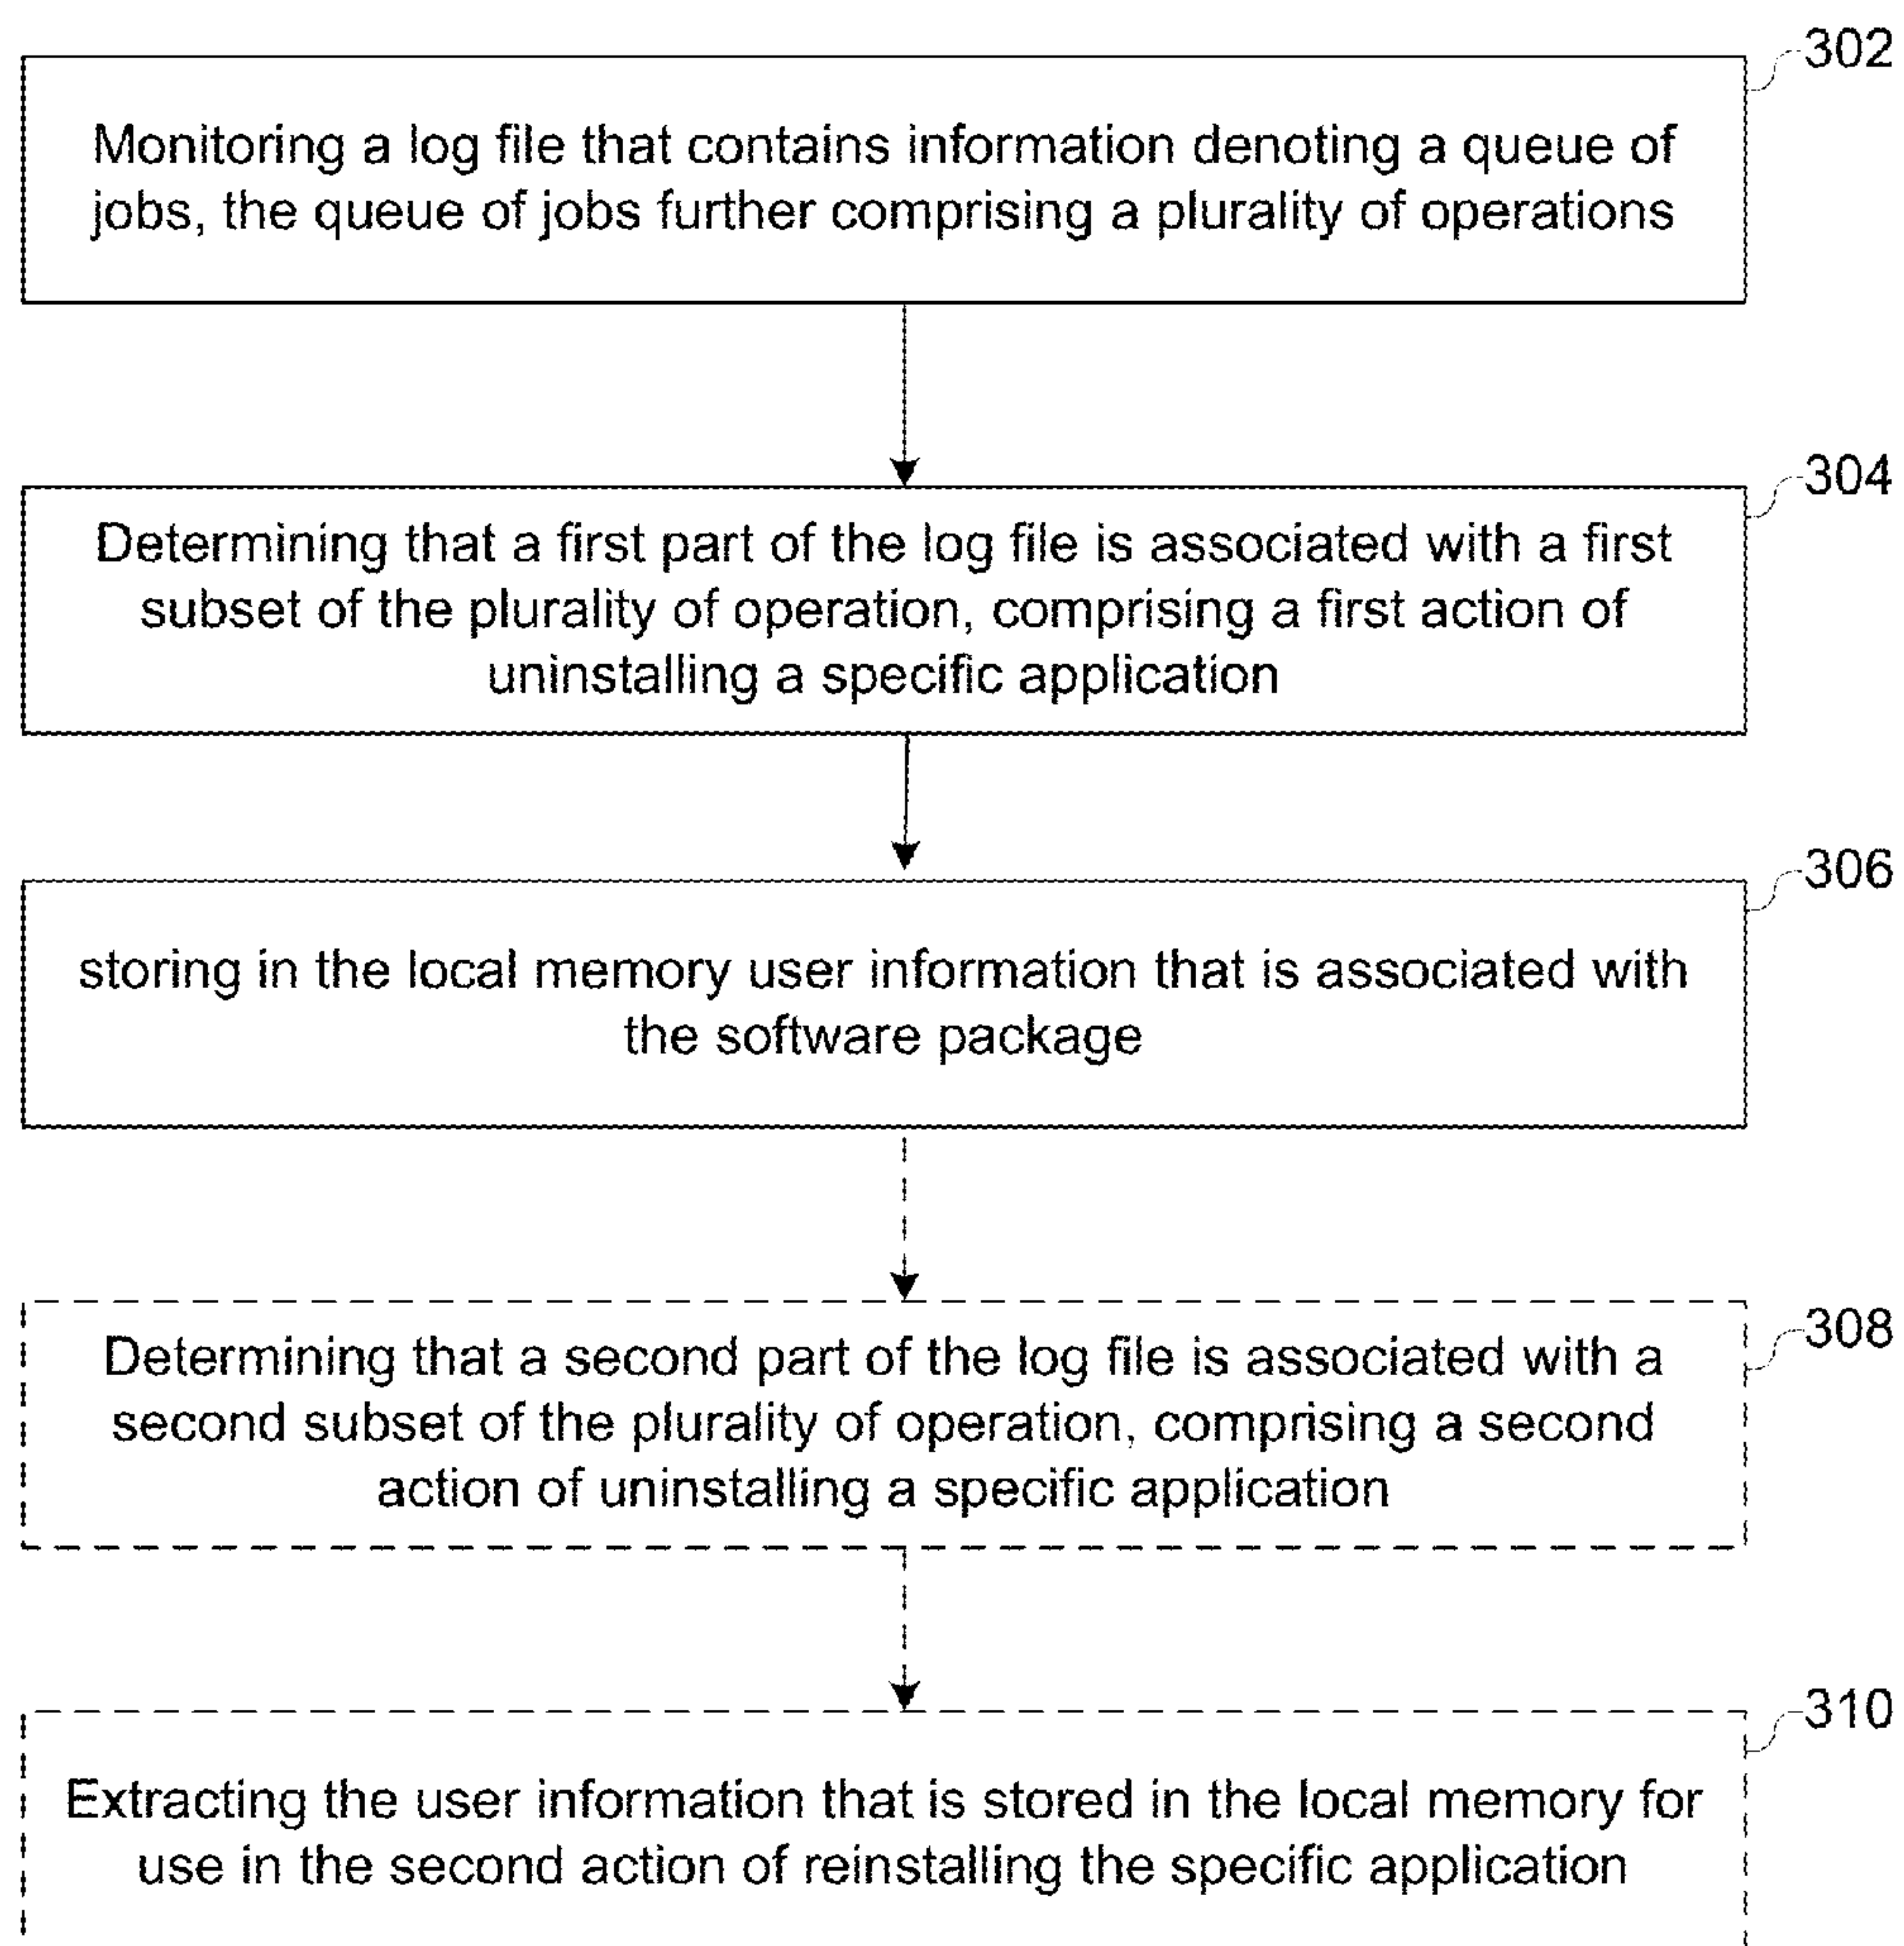 302
Monitoring a log file that contains information denoting a queue of
jobs, the queue of jobs further comprising a plurality of operations
304
Determining that a first part of the log file is associated with a first
subset of the plurality of operation, comprising a first action of
uninstalling a specific application
306
storing in the local memory user information that is associated with
the software package
308
Determining that a second part of the log file is associated with a
second subset of the plurality of operation, comprising a second
action of uninstalling a specific application
310
Extracting the user information that is stored in the local memory for
use in the second action of reinstalling the specific application